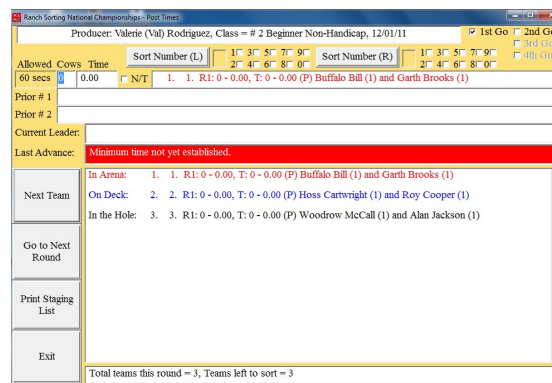 Ranch Sorting National Championships - Post Times
Producer: Valerie (Val) Rodriguez, Class = # 2 Beginner Non-Handicap, 12/01/11
1st Go 2nd Go
3rd Go
4th Go
Sort Number (L) 1 3 5 7 9 Sort Number (R) 1 3 5 7 9
2 4 6 8 0 2 4 6 8 0
Allowed Cows Time
60 secs 0 0.00 N/T 1. 1. R1: 0 - 0.00, T: 0 - 0.00 (P) Buffalo Bill (1) and Garth Brooks (1)
Prior # 1
Prior # 2
Current Leader:
Last Advance: Minimum time not yet established.
In Arena: 1. 1. R1: 0 - 0.00, T: 0 - 0.00 (P) Buffalo Bill (1) and Garth Brooks (1)
On Deck: 2. 2. R1: 0 - 0.00, T: 0 - 0.00 (P) Hoss Cartwright (1) and Roy Cooper (1)
In the Hole: 3. 3. R1: 0 - 0.00, T: 0 - 0.00 (P) Woodrow McCall (1) and Alan Jackson (1)
Next Team
Go to Next
Round
Print Staging
List
Exit
Total teams this round = 3, Teams left to sort = 3